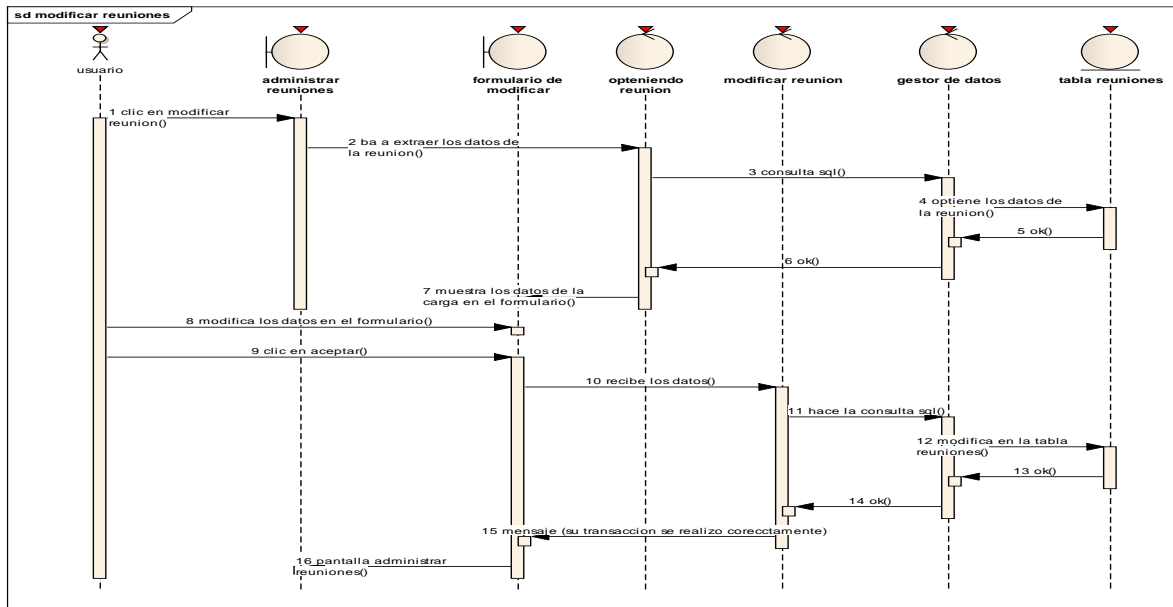 sd modificar reuniones
usuario
administrar
reuniones
formulario de
modificar
opteniendo
reunion
modificar reunion
gestor de datos
tabla reuniones
1 clic en modificar
reunion()
2 ba a extraer los datos de
la reunion()
3 consulta sql()
4 optiene los datos de
la reunion()
5 ok()
6 ok()
7 muestra los datos de la
carga en el formulario()
8 modifica los datos en el formulario()
9 clic en aceptar()
10 recibe los datos()
11 hace la consulta sql()
12 modifica en la tabla
reuniones()
13 ok()
14 ok()
15 mensaje (su transaccion se realizo corecctamente)
16 pantalla administrar
reuniones()